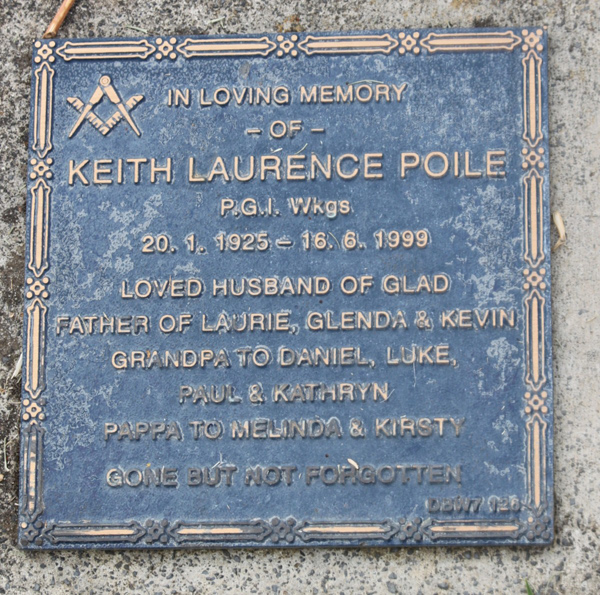 IN LOVING MEMORY
- OF -
KEITH LAURENCE POILE
P.G.I. Wkgs.
20. 1. 1925 - 16. 6. 1999
LOVED HUSBAND OF GLAD
FATHER OF LAURIE, GLENDA & KEVIN
GRANDPA TO DANIEL, LUKE,
PAUL & KATHRYN
PAPPA TO MELINDA & KIRSTY
GONE BUT NOT FORGOTTEN